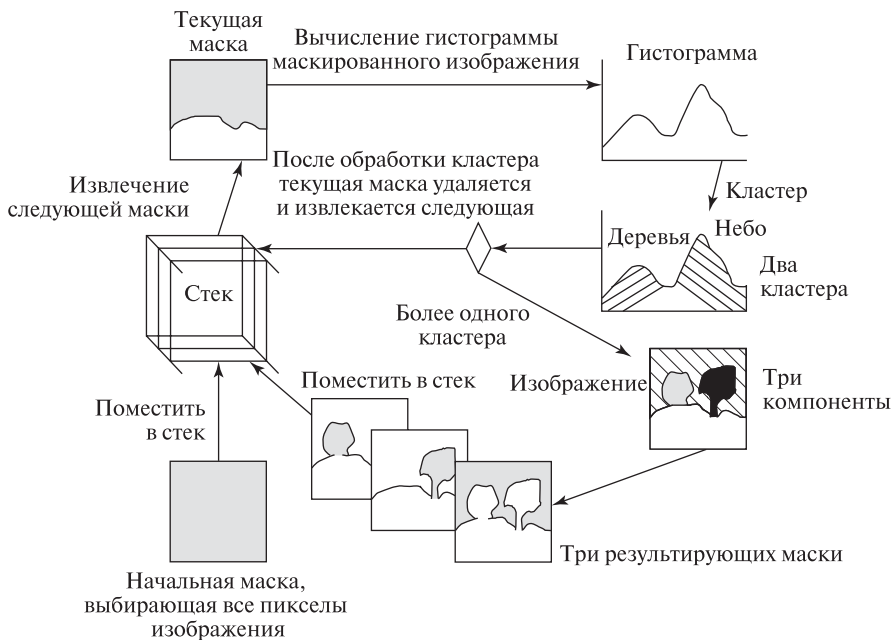 Текущая
маска
Вычисление гистограммы
маскированного изображения
Гистограмма
Извлечение
следующей маски
После обработки кластера
текущая маска удаляется
и извлекается следующая
Кластер
Деревья
Небо
Два
кластера
Стек
Более одного
кластера
Изображение
Три
компоненты
Поместить
в стек
Поместить в стек
Три результирующих маски
Начальная маска,
выбирающая все пикселы
изображения